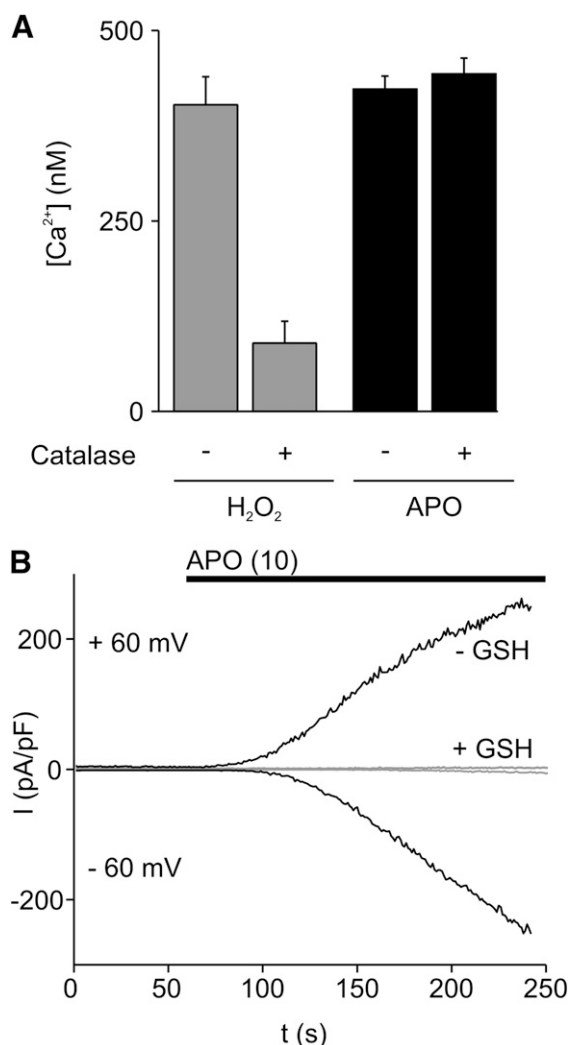 A
500
250
0
[Ca²⁺] (nM)
Catalase - + - +
H₂O₂ APO
B
APO (10)
200
0
-200
I (pA/pF)
+ 60 mV
- GSH
+ GSH
- 60 mV
0 50 100 150 200 250
t (s)